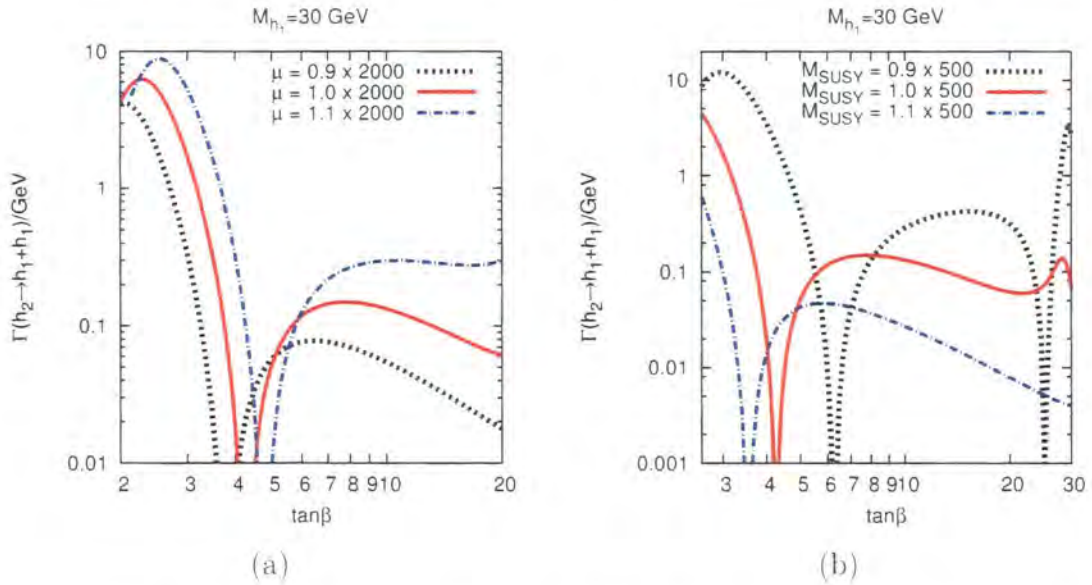 M_{h_1}=30 GeV
μ = 0.9 x 2000
μ = 1.0 x 2000
μ = 1.1 x 2000
Γ(h_2→h_1+h_1)/GeV
10
1
0.1
0.01
2 3 4 5 6 7 8 9 10 20
tanβ
(a)
M_{h_1}=30 GeV
M_{SUSY} = 0.9 x 500
M_{SUSY} = 1.0 x 500
M_{SUSY} = 1.1 x 500
Γ(h_2→h_1+h_1)/GeV
10
1
0.1
0.01
0.001
3 4 5 6 7 8 9 10 20 30
tanβ
(b)